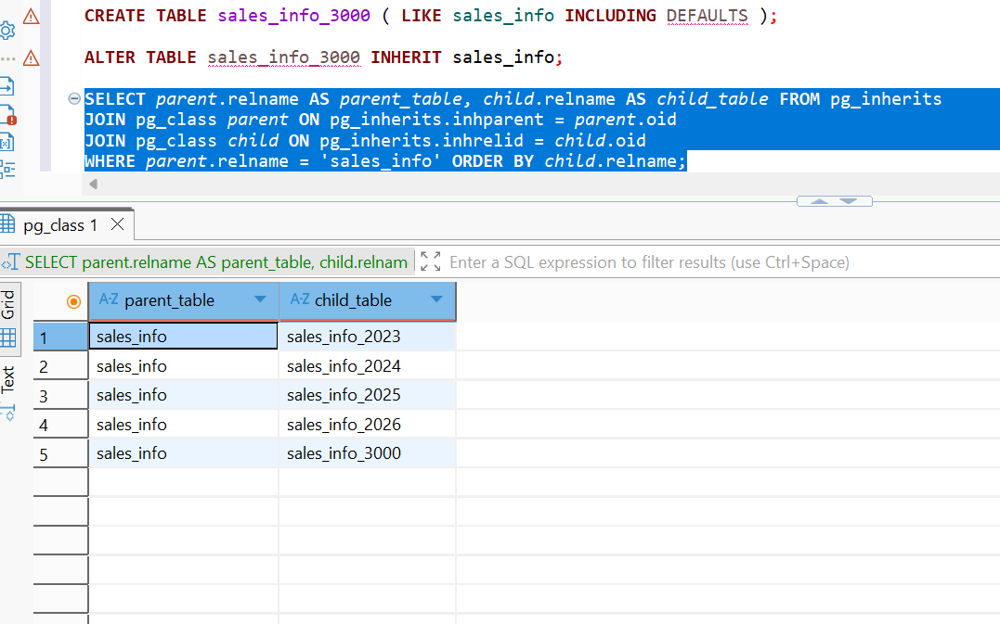 CREATE TABLE sales_info_3000 ( LIKE sales_info INCLUDING DEFAULTS );
ALTER TABLE sales_info_3000 INHERIT sales_info;
SELECT parent.relname AS parent_table, child.relname AS child_table FROM pg_inherits
JOIN pg_class parent ON pg_inherits.inhparent = parent.oid
JOIN pg_class child ON pg_inherits.inhrelid = child.oid
WHERE parent.relname = 'sales_info' ORDER BY child.relname;
pg_class 1
SELECT parent.relname AS parent_table, child.relnam
Enter a SQL expression to filter results (use Ctrl+Space)
Grid
Text
A-Z parent_table A-Z child_table
1 sales_info sales_info_2023
2 sales_info sales_info_2024
3 sales_info sales_info_2025
4 sales_info sales_info_2026
5 sales_info sales_info_3000